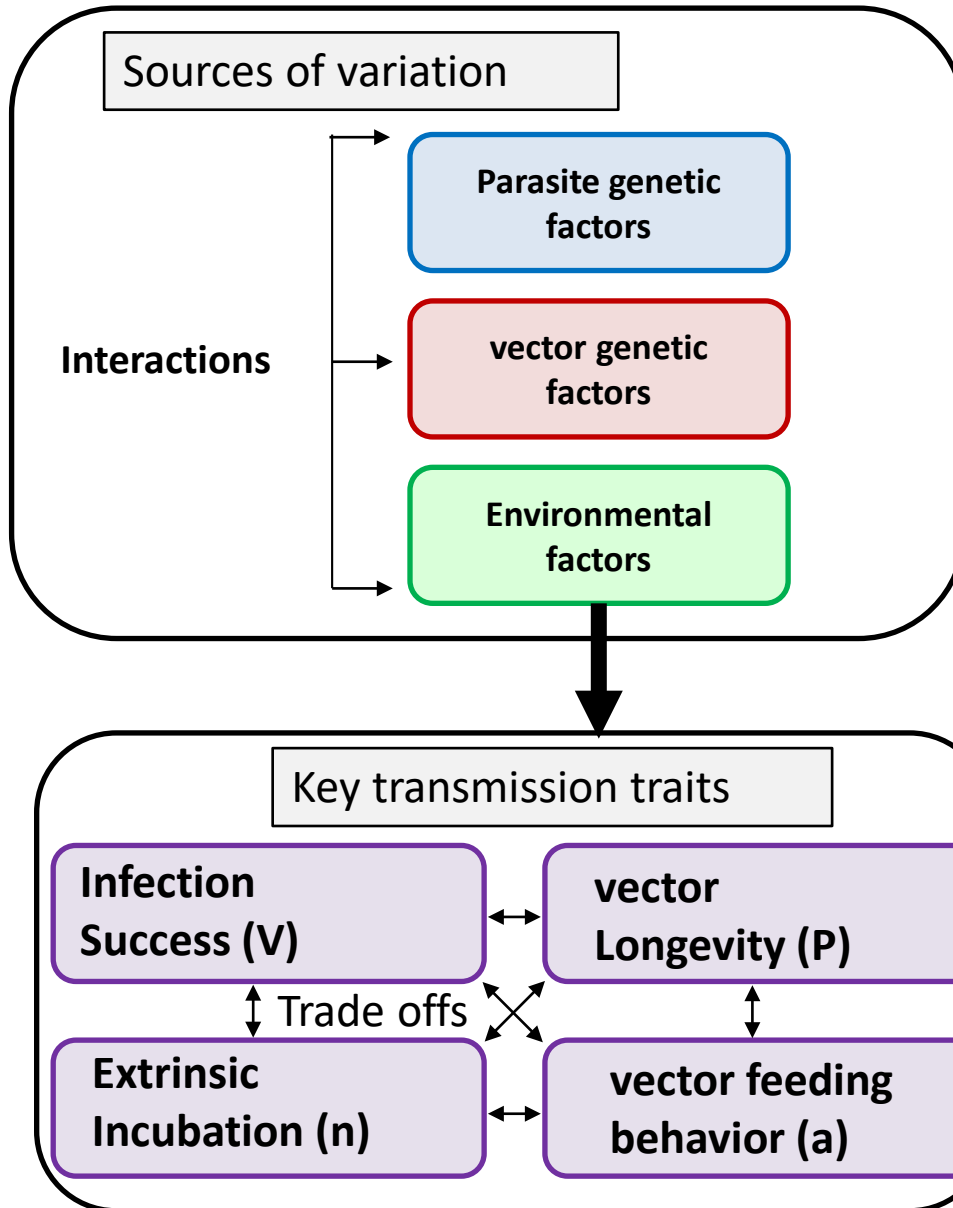 Sources of variation
Parasite genetic
factors
Interactions
vector genetic
factors
Environmental
factors
Key transmission traits
Infection
Success (V)
vector
Longevity (P)
Trade offs
Extrinsic
Incubation (n)
vector feeding
behavior (a)